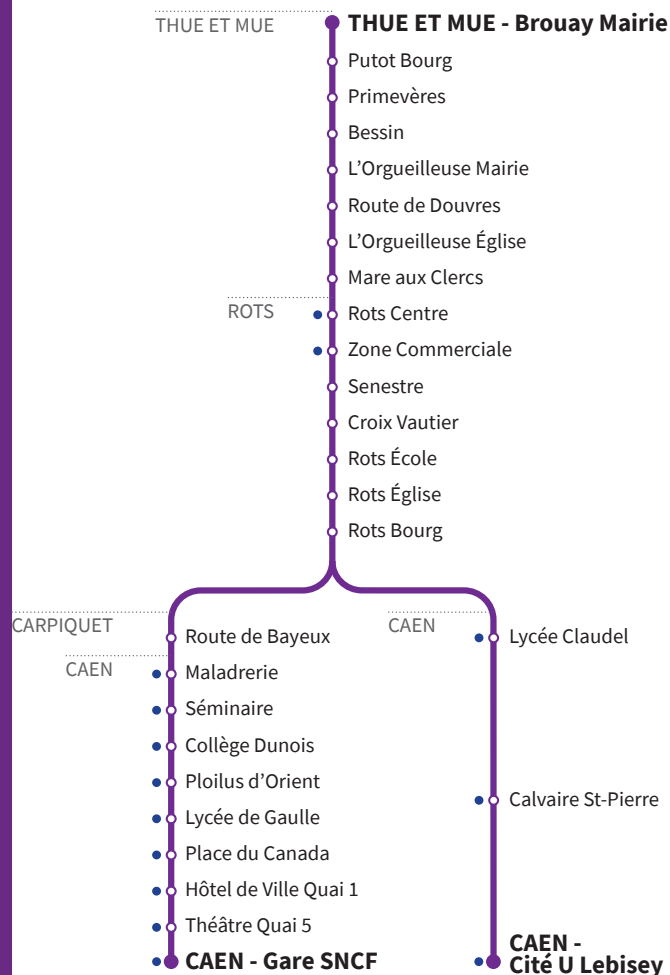 THUE ET MUE
THUE ET MUE - Brouay Mairie
Putot Bourg
Primevères
Bessin
L’Orgueilleuse Mairie
Route de Douvres
L’Orgueilleuse Église
Mare aux Clercs
ROTS
Rots Centre
Zone Commerciale
Senestre
Croix Vautier
Rots École
Rots Église
Rots Bourg
CARPIQUET
Route de Bayeux
CAEN
Maladrerie
Séminaire
Collège Dunois
Ploilus d’Orient
Lycée de Gaulle
Place du Canada
Hôtel de Ville Quai 1
Théâtre Quai 5
CAEN - Gare SNCF
CAEN
Lycée Claudel
Calvaire St-Pierre
CAEN -
Cité U Lebisey